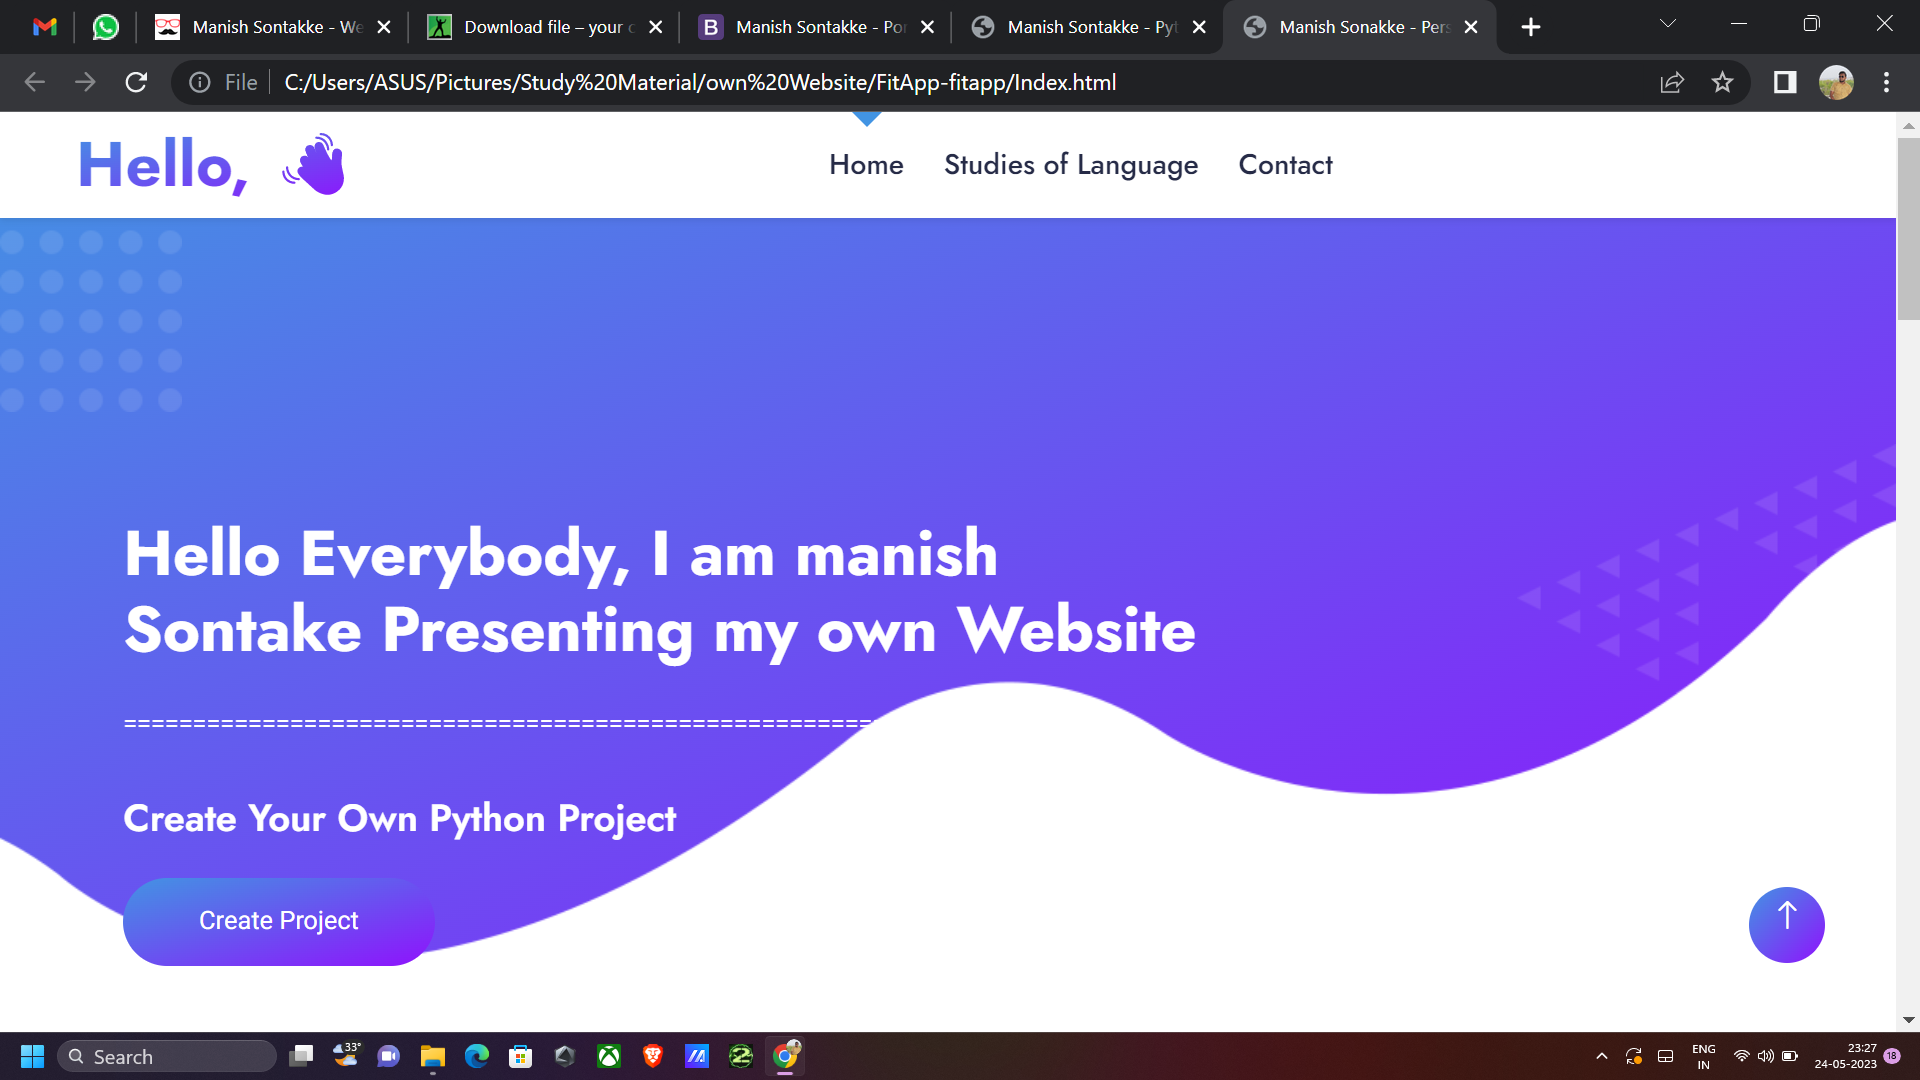 Manish Sontakke - We
Download file – your c
Manish Sontakke - Por
Manish Sontakke - Pyt
Manish Sonakke - Pers
File
C:/Users/ASUS/Pictures/Study%20Material/own%20Website/FitApp-fitapp/Index.html
Hello,
Home
Studies of Language
Contact
Hello Everybody, I am manish
Sontake Presenting my own Website
======================================================
Create Your Own Python Project
Create Project
Search
33°
ENG
IN
23:27
24-05-2023
18